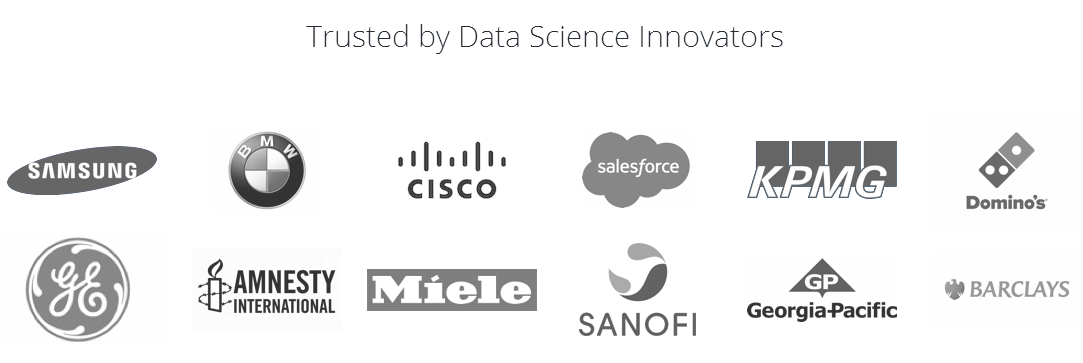 Trusted by Data Science Innovators
SAMSUNG
BMW
CISCO
salesforce
KPMG
Domino's
GE
AMNESTY
INTERNATIONAL
Miele
SANOFI
GP
Georgia-Pacific
BARCLAYS